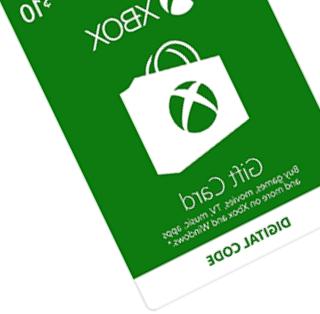 $10
XBOX
Gift Card
Buy games, movies, TV, music, apps
and more on Xbox and Windows.*
DIGITAL CODE